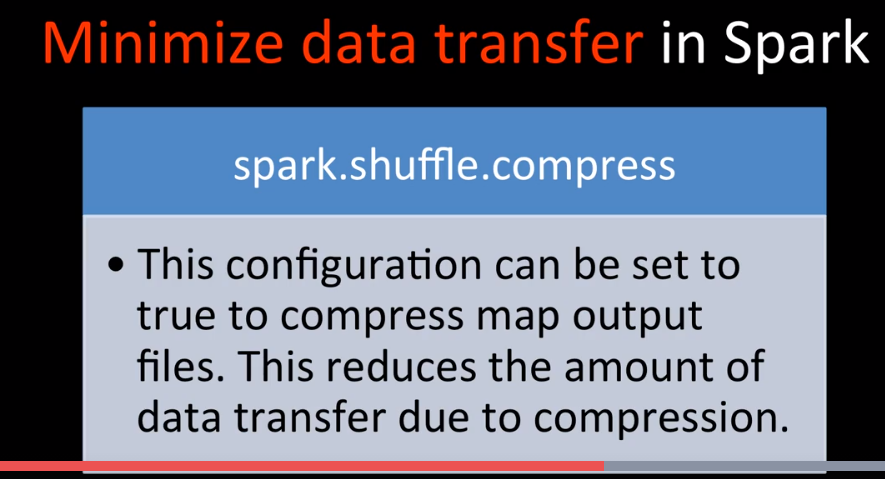 Minimize data transfer in Spark
spark.shuffle.compress
• This configuration can be set to
true to compress map output
files. This reduces the amount of
data transfer due to compression.